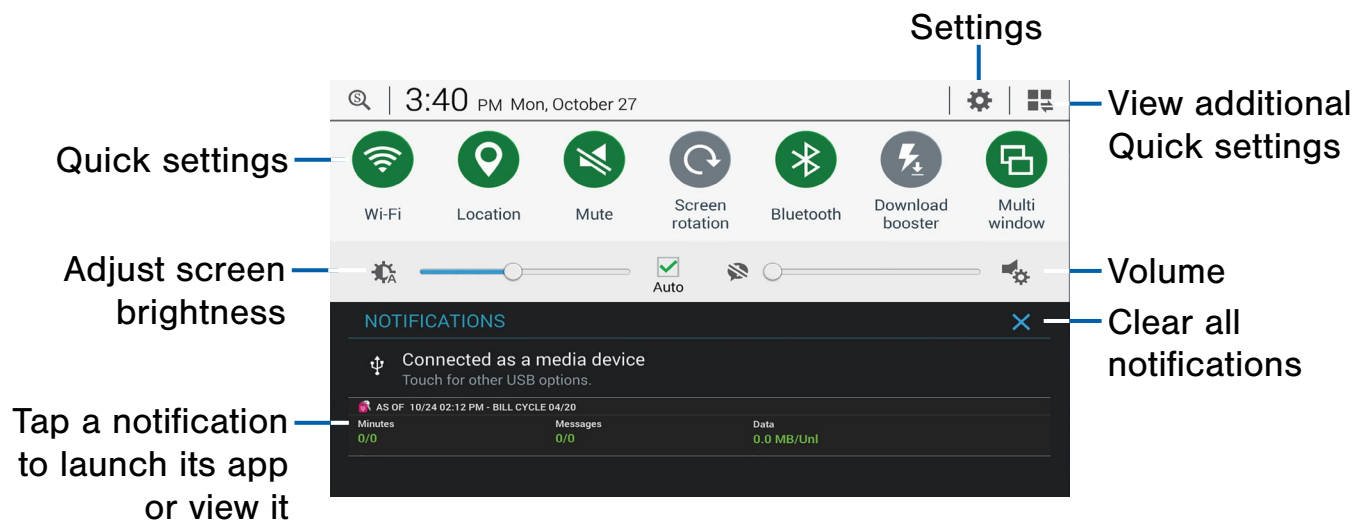 Settings
3:40 PM Mon, October 27
View additional
Quick settings
Quick settings
Wi-Fi
Location
Mute
Screen
rotation
Bluetooth
Download
booster
Multi
window
Adjust screen
brightness
A
Auto
S
Volume
NOTIFICATIONS
Clear all
notifications
Connected as a media device
Touch for other USB options.
AS OF 10/24 02:12 PM - BILL CYCLE 04/20
Minutes
Messages
Data
0/0
0/0
0.0 MB/Unl
Tap a notification
to launch its app
or view it